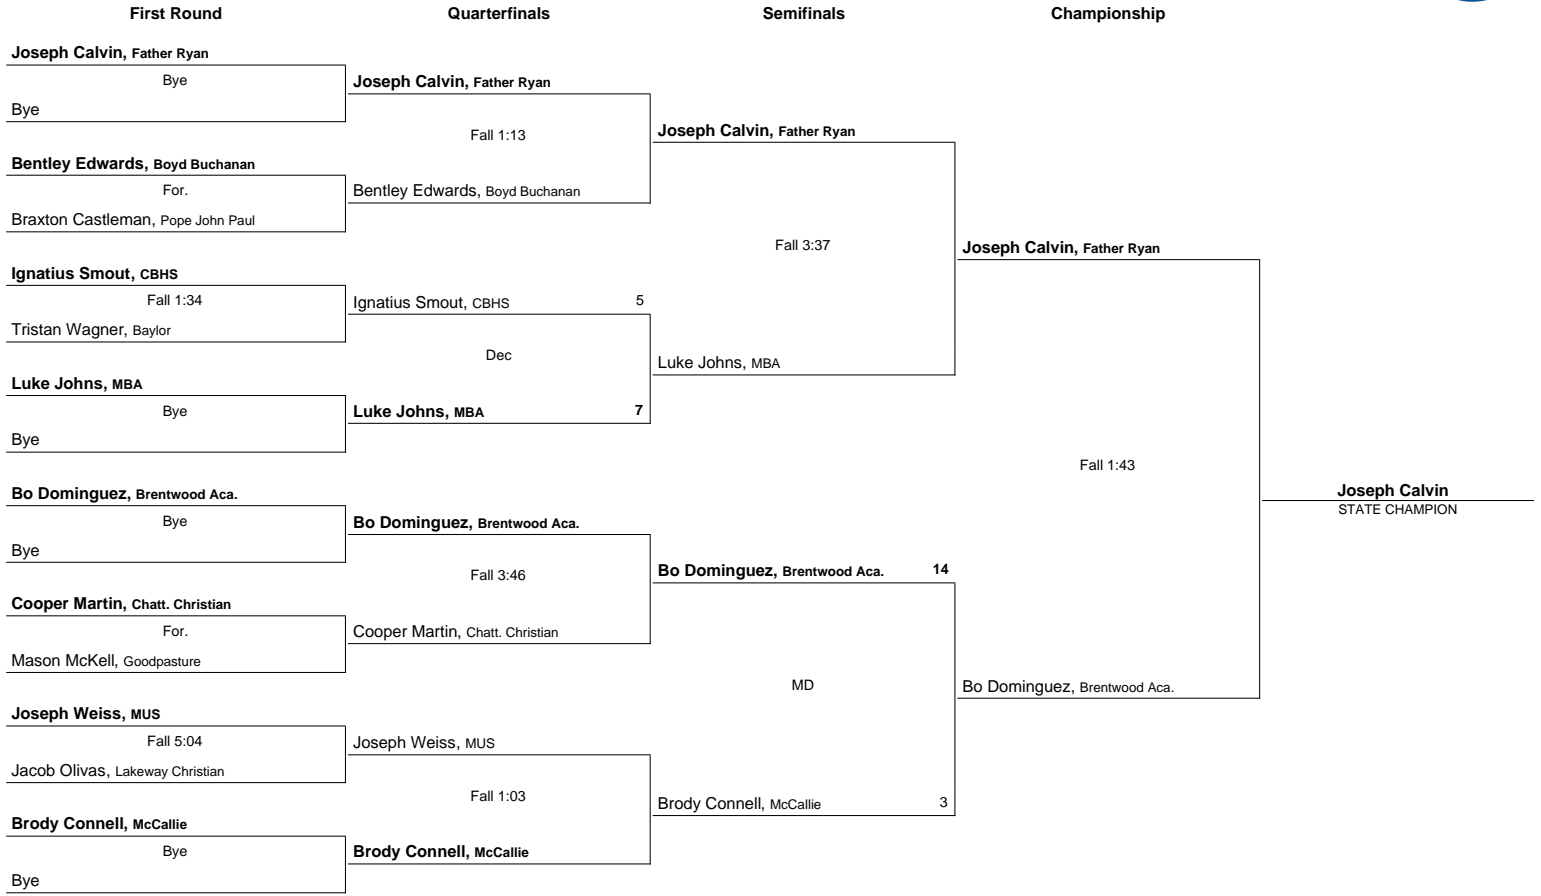 First Round Quarterfinals Semifinals Championship
Joseph Calvin, Father Ryan
Bye
Bye
Bentley Edwards, Boyd Buchanan
For.
Braxton Castleman, Pope John Paul
Ignatius Smout, CBHS
Fall 1:34
Tristan Wagner, Baylor
Luke Johns, MBA
Bye
Bye
Bo Dominguez, Brentwood Aca.
Bye
Bye
Cooper Martin, Chatt. Christian
For.
Mason McKell, Goodpasture
Joseph Weiss, MUS
Fall 5:04
Jacob Olivas, Lakeway Christian
Brody Connell, McCallie
Bye
Bye
Joseph Calvin, Father Ryan
Fall 1:13
Bentley Edwards, Boyd Buchanan
Ignatius Smout, CBHS 5
Dec
Luke Johns, MBA 7
Bo Dominguez, Brentwood Aca.
Fall 3:46
Cooper Martin, Chatt. Christian
Joseph Weiss, MUS
Fall 1:03
Brody Connell, McCallie
Joseph Calvin, Father Ryan
Fall 3:37
Luke Johns, MBA
Bo Dominguez, Brentwood Aca. 14
MD
Brody Connell, McCallie 3
Joseph Calvin, Father Ryan
Fall 1:43
Bo Dominguez, Brentwood Aca.
Joseph Calvin
STATE CHAMPION